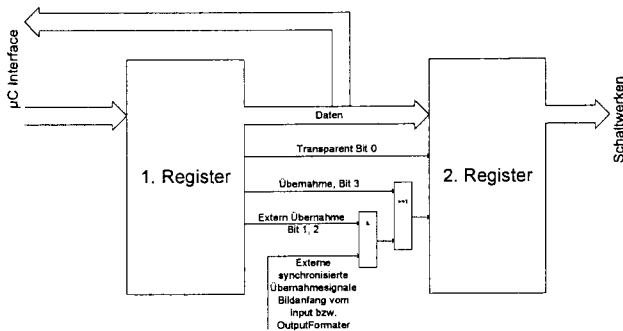 µC Interface
Daten
Transparent Bit 0
1. Register
2. Register
Übernahme, Bit 3
>=1
Extern Übernahme
Bit 1, 2
&
Externe
synchronisierte
Übernahmesignale
Bildanfang vom
Input bzw.
OutputFormater
Schaltwerken